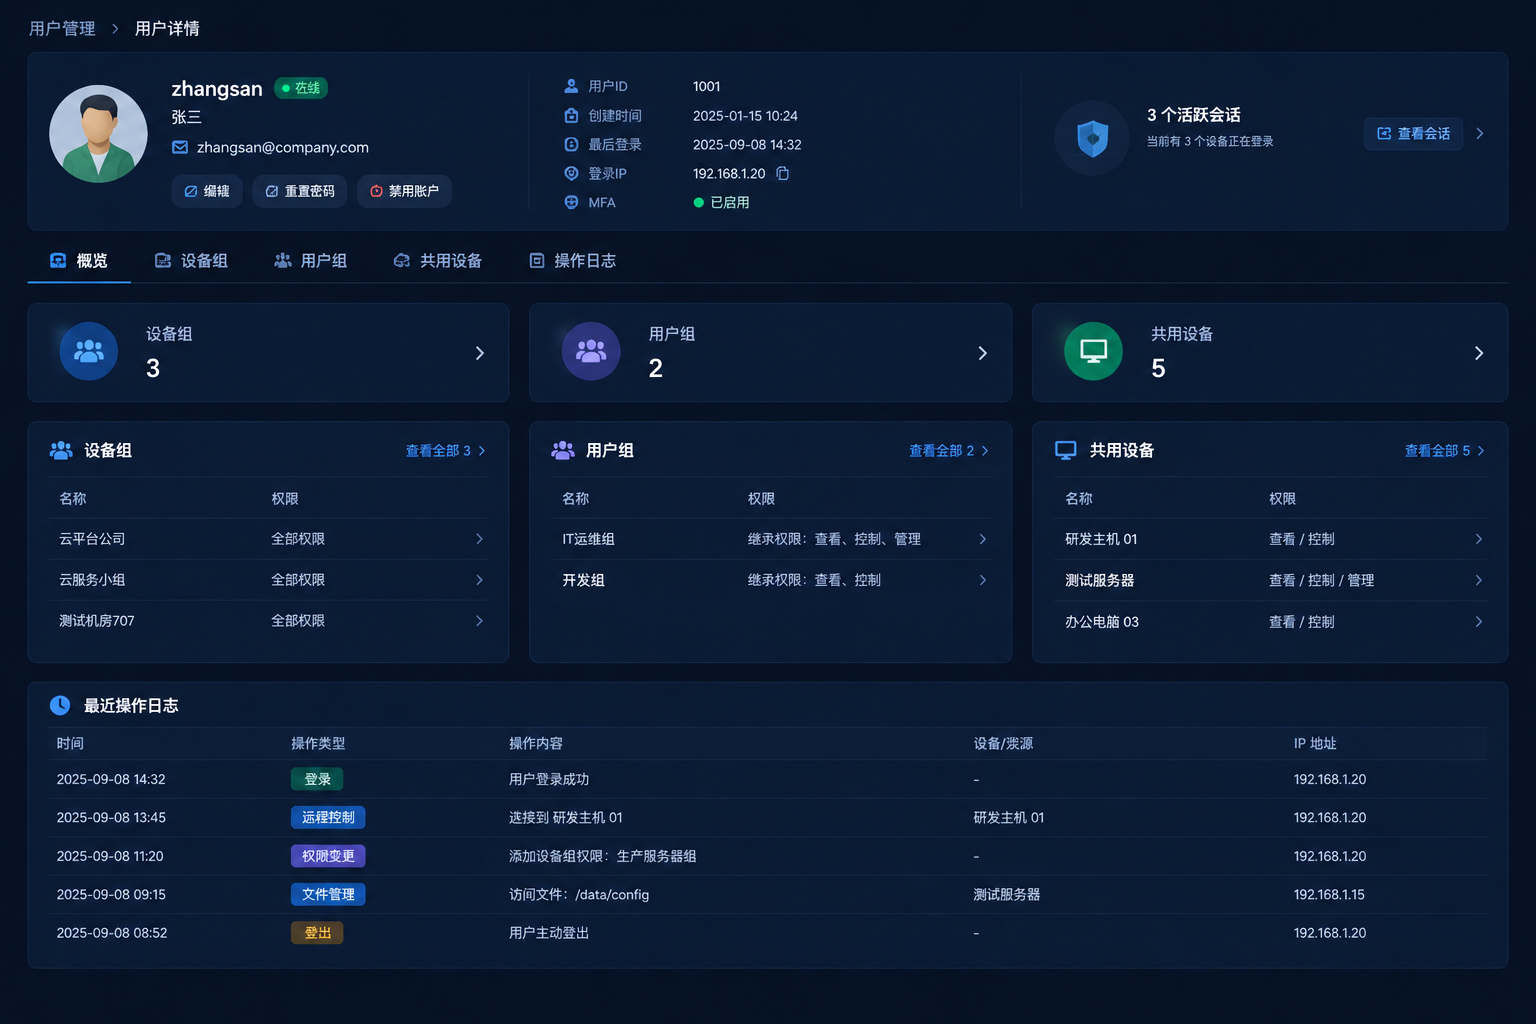 用户管理 > 用户详情
zhangsan 在线
张三
zhangsan@company.com
编辑 重置密码 禁用账户
用户ID 1001
创建时间 2025-01-15 10:24
最后登录 2025-09-08 14:32
登录IP 192.168.1.20
MFA 已启用
3 个活跃会话
当前有 3 个设备正在登录
查看会话
概览 设备组 用户组 共用设备 操作日志
设备组
3
用户组
2
共用设备
5
设备组 查看全部 3
名称 权限
云平台公司 全部权限
云服务小组 全部权限
测试机房707 全部权限
用户组 查看全部 2
名称 权限
IT运维组 继承权限：查看、控制、管理
开发组 继承权限：查看、控制
共用设备 查看全部 5
名称 权限
研发主机 01 查看 / 控制
测试服务器 查看 / 控制 / 管理
办公电脑 03 查看 / 控制
最近操作日志
时间 操作类型 操作内容 设备/ IP 地址
2025-09-08 14:32 登录 用户登录成功 - 192.168.1.20
2025-09-08 13:45 远程控制 连接到 研发主机 01 研发主机 01 192.168.1.20
2025-09-08 11:20 权限变更 添加设备组权限：生产服务器组 - 192.168.1.20
2025-09-08 09:15 文件管理 访问文件：/data/config 测试服务器 192.168.1.15
2025-09-08 08:52 登出 用户主动登出 - 192.168.1.20